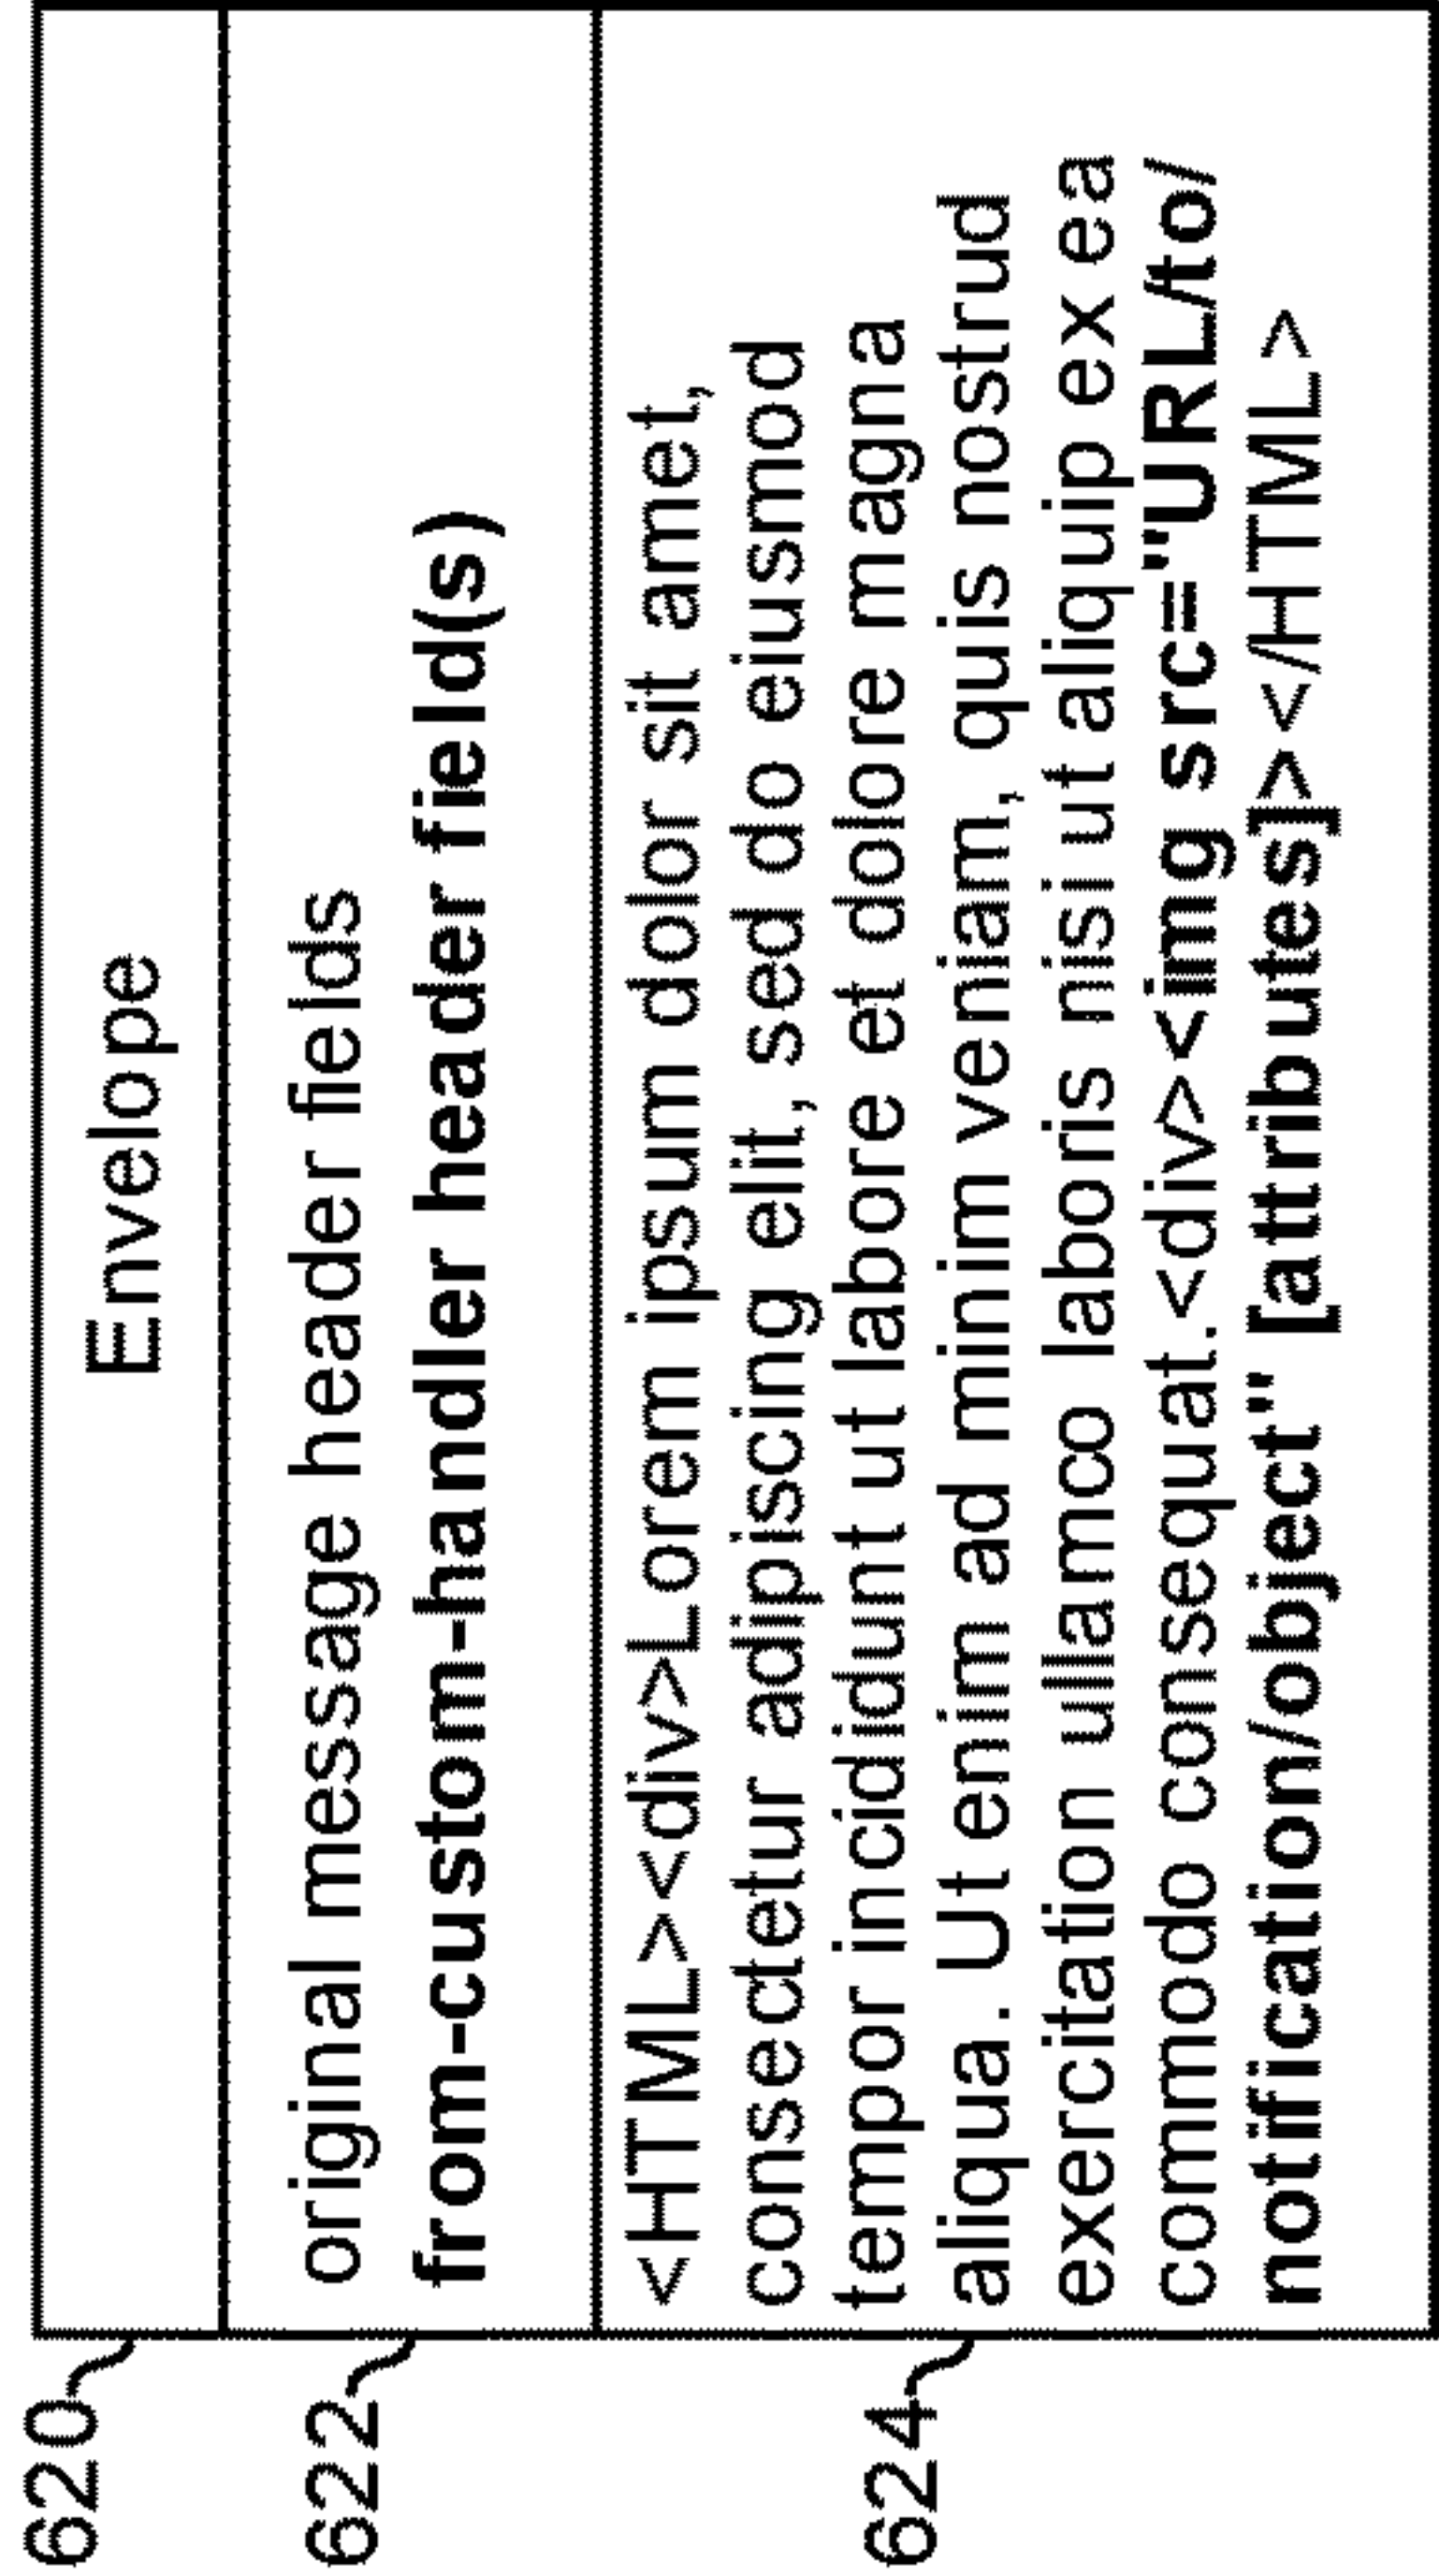 620
Envelope
622
original message header fields
from-custom-handler header field(s)
624
<HTML><div>Lorem ipsum dolor sit amet,
consectetur adipiscing elit, sed do eiusmod
tempor incididunt ut labore et dolore magna
aliqua. Ut enim ad minim veniam, quis nostrud
exercitation ullamco laboris nisi ut aliquip ex ea
commodo consequat.<div><img src="URL/to/
notification/object" [attributes]></HTML>